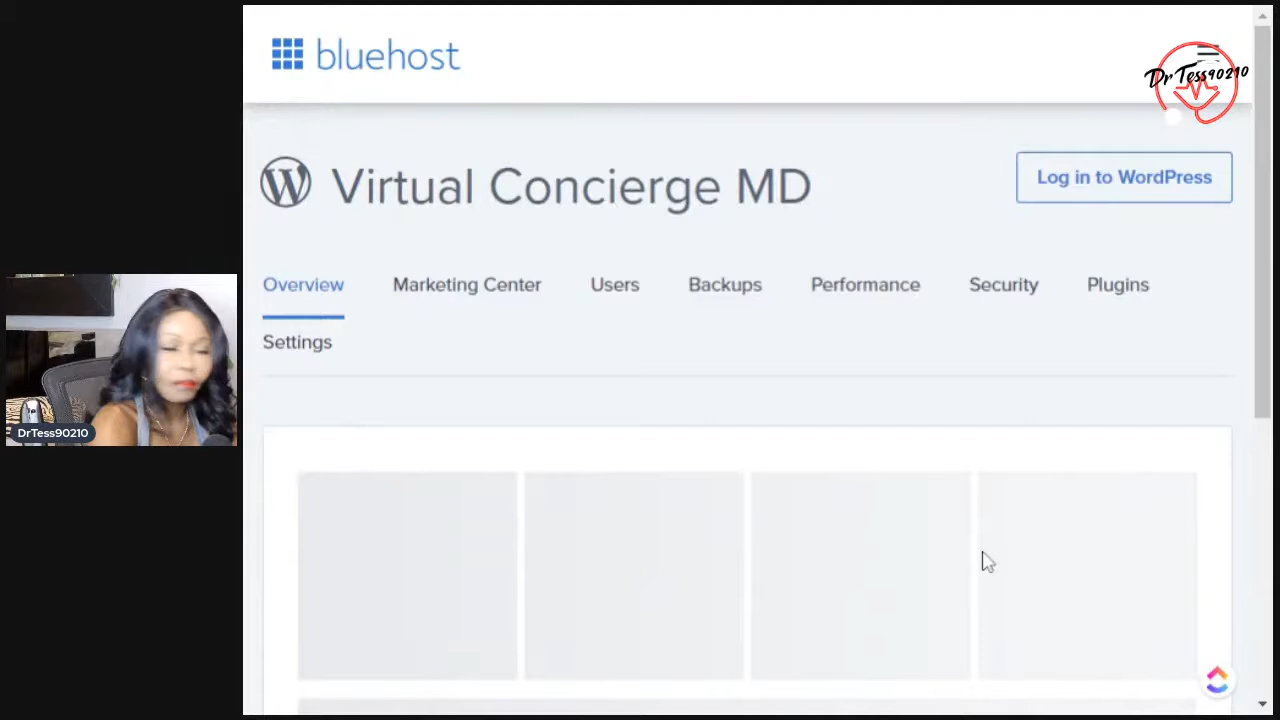 bluehost
DrTess90210
Virtual Concierge MD
Log in to WordPress
Overview Marketing Center Users Backups Performance Security Plugins
Settings
DrTess90210